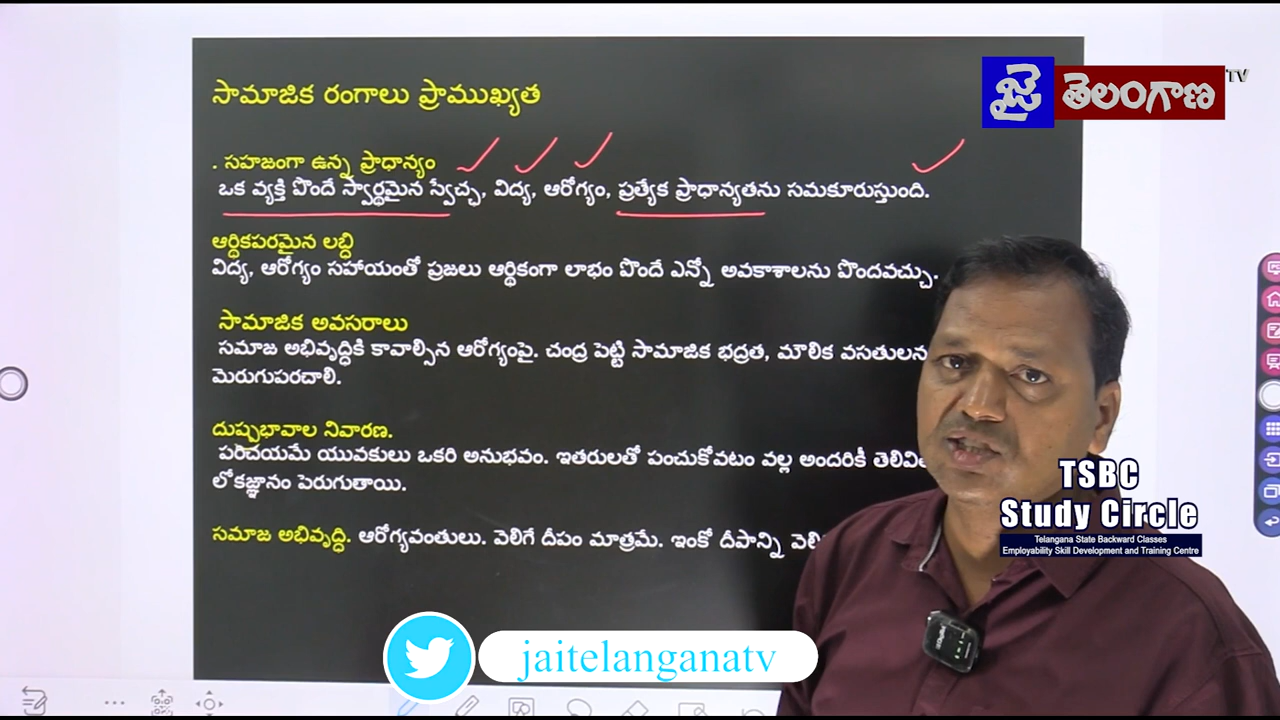 జై తెలంగాణ TV
సామాజిక రంగాలు ప్రాముఖ్యత
. సహజంగా ఉన్న ప్రాధాన్యం
ఒక వ్యక్తి పొందే స్వార్థమైన స్వేచ్ఛ, విద్య, ఆరోగ్యం, ప్రత్యేక ప్రాధాన్యతను సమకూరుస్తుంది.
ఆర్థికపరమైన లబ్ధి
విద్య, ఆరోగ్యం సహాయంతో ప్రజలు ఆర్థికంగా లాభం పొందే ఎన్నో అవకాశాలను పొందవచ్చు.
సామాజిక అవసరాలు
సమాజ అభివృద్ధికి కావాల్సిన ఆరోగ్యంపై. చంద్ర పెట్టి సామాజిక భద్రత, మౌలిక
మెరుగుపరచాలి.
దుష్ప్రభావాల నివారణ.
పరిచయమే యువకులు ఒకరి అనుభవం. ఇతరులతో పంచుకోవటం వల్ల అందరికీ
లోకజ్ఞానం పెరుగుతాయి.
సమాజ అభివృద్ధి. ఆరోగ్యవంతులు. వెలిగే దీపం మాత్రమే. ఇంకో దీపాన్ని
TSBC
Study Circle
Telangana State Backward Classes
Employability Skill Development and Training Centre
jaitelanganatv